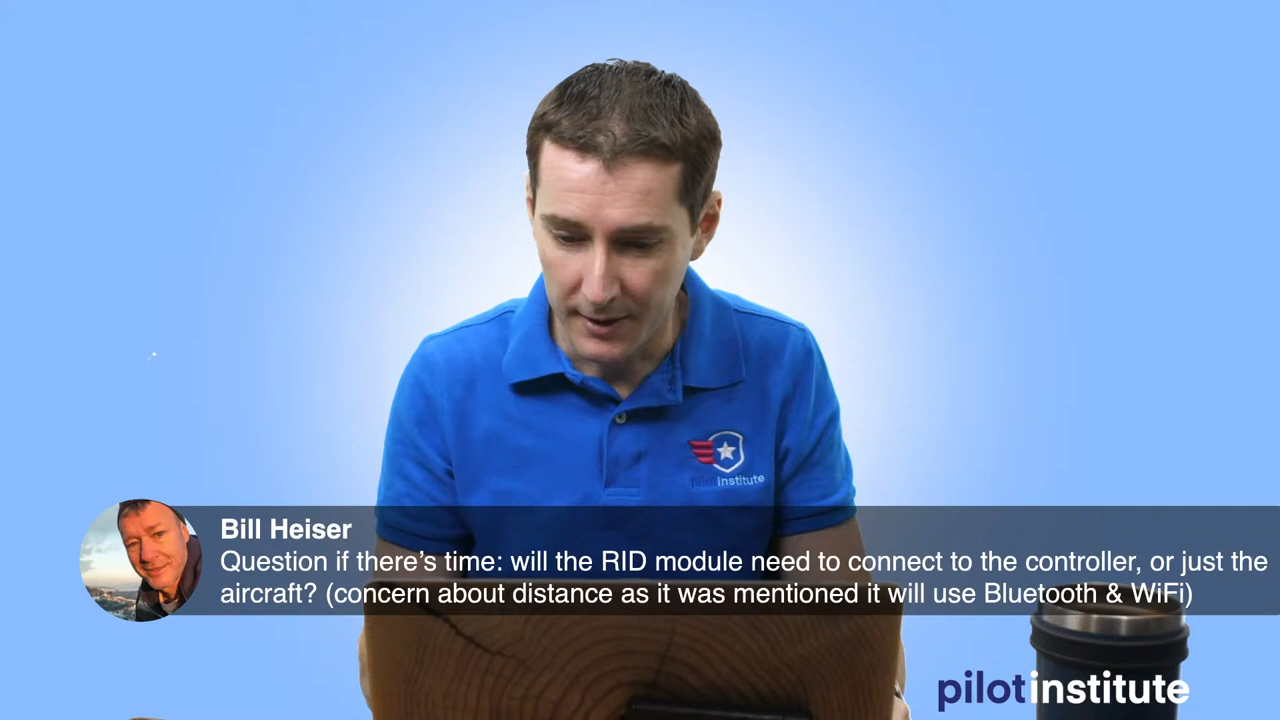 pilotinstitute
Bill Heiser
Question if there’s time: will the RID module need to connect to the controller, or just the
aircraft? (concern about distance as it was mentioned it will use Bluetooth & WiFi)
pilotinstitute